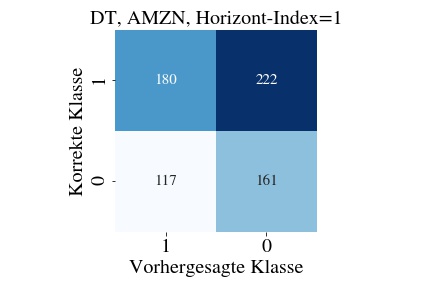 DT, AMZN, Horizont-Index=1
Korrekte Klasse
1
180
222
0
117
161
1
0
Vorhergesagte Klasse